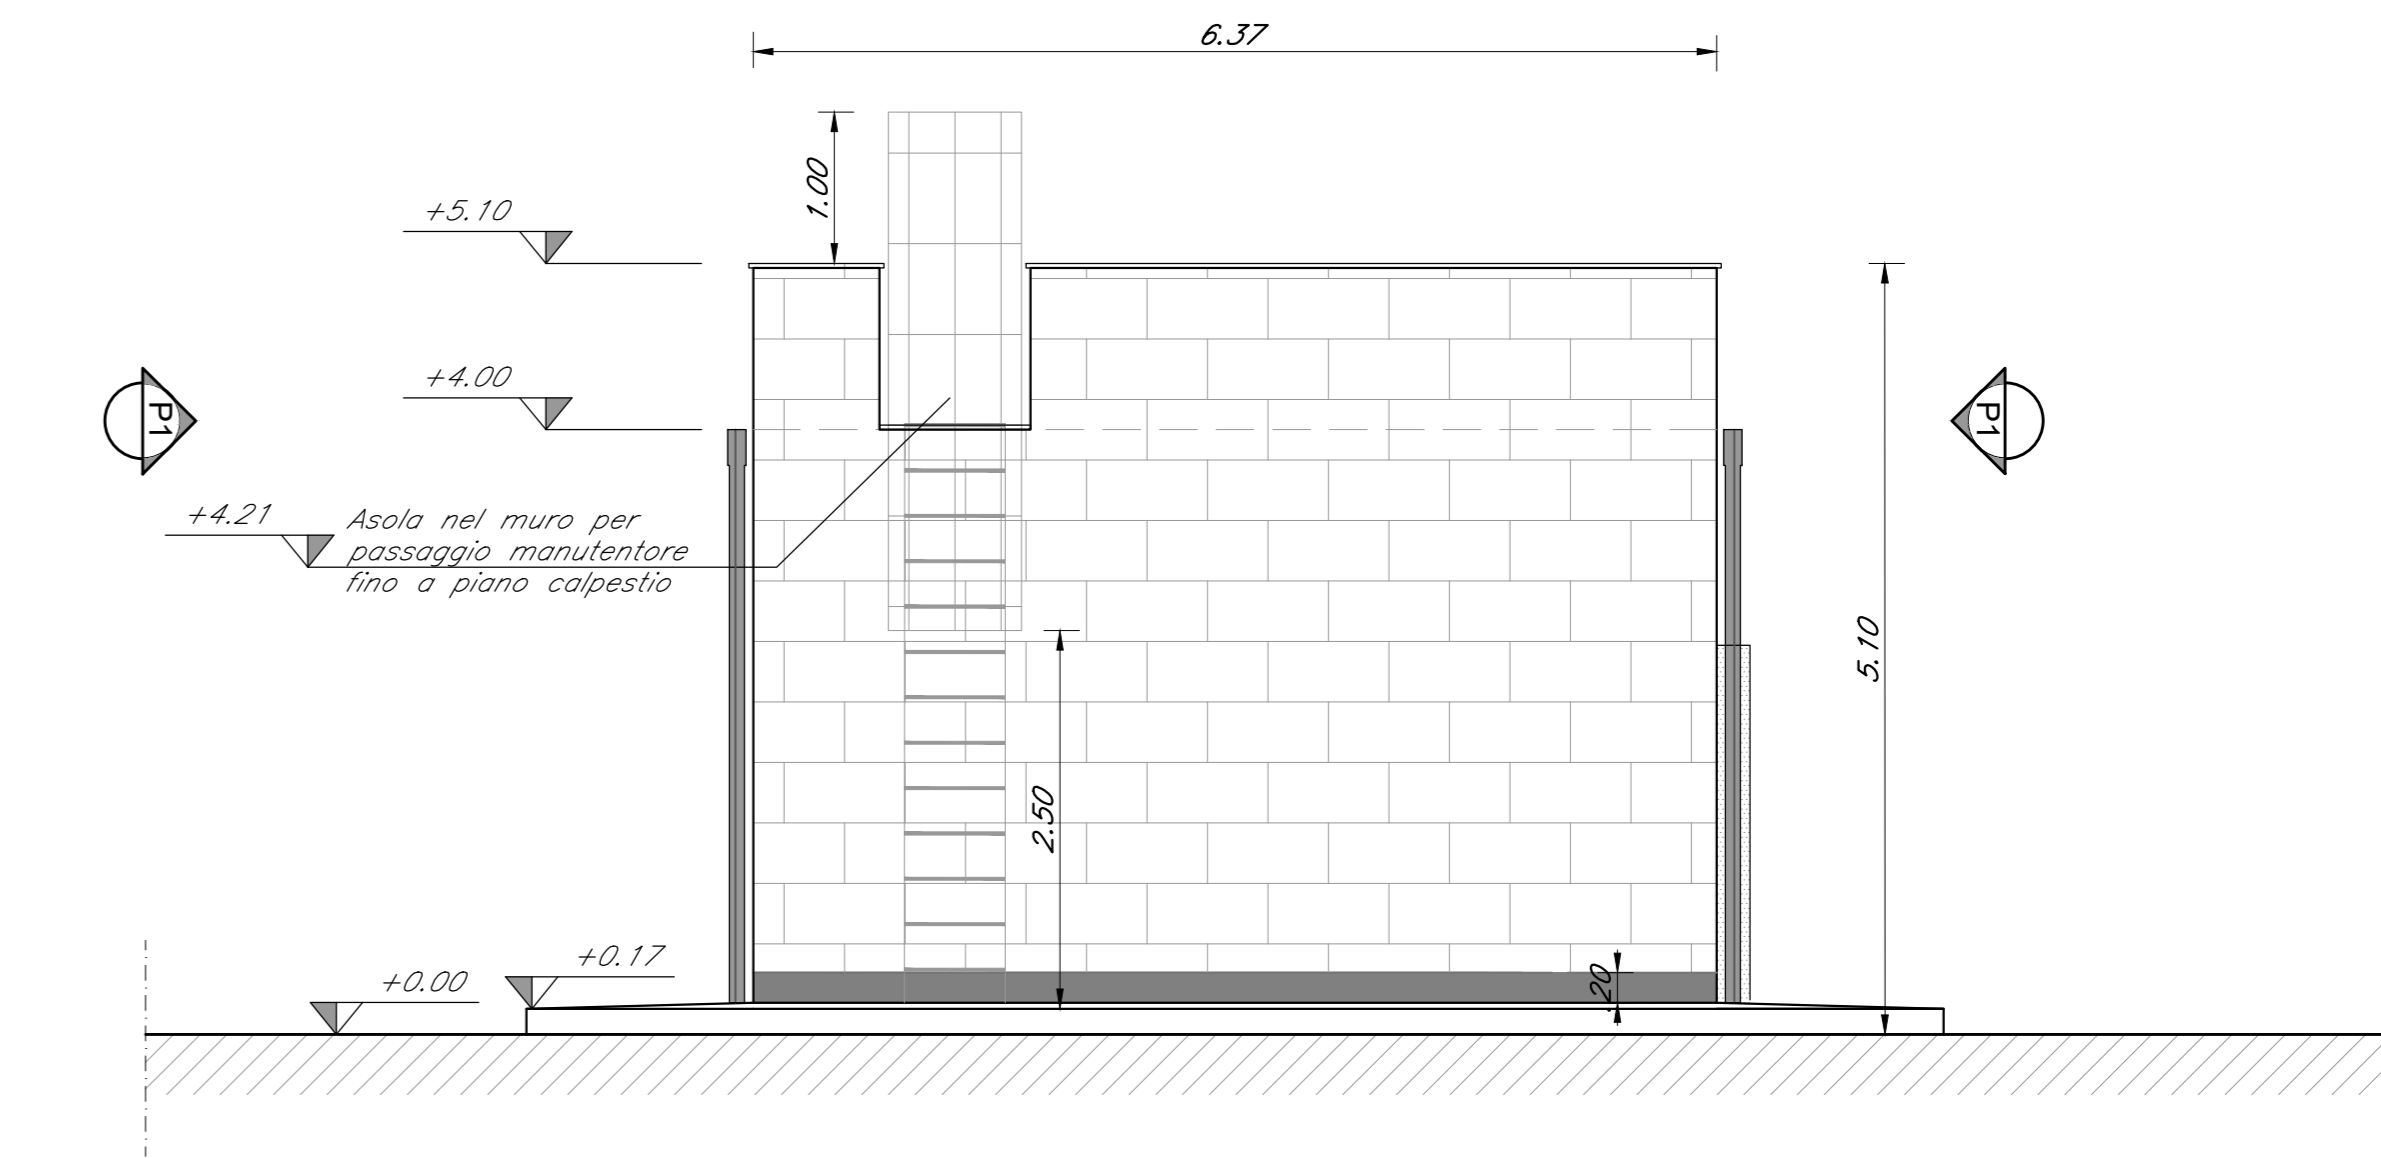 6.37
1.00
+5.10
+4.00
P1
P1
+4.21
Asola nel muro per
passaggio manutentore
fino a piano calpestio
5.10
2.50
+0.17
+0.00
.20